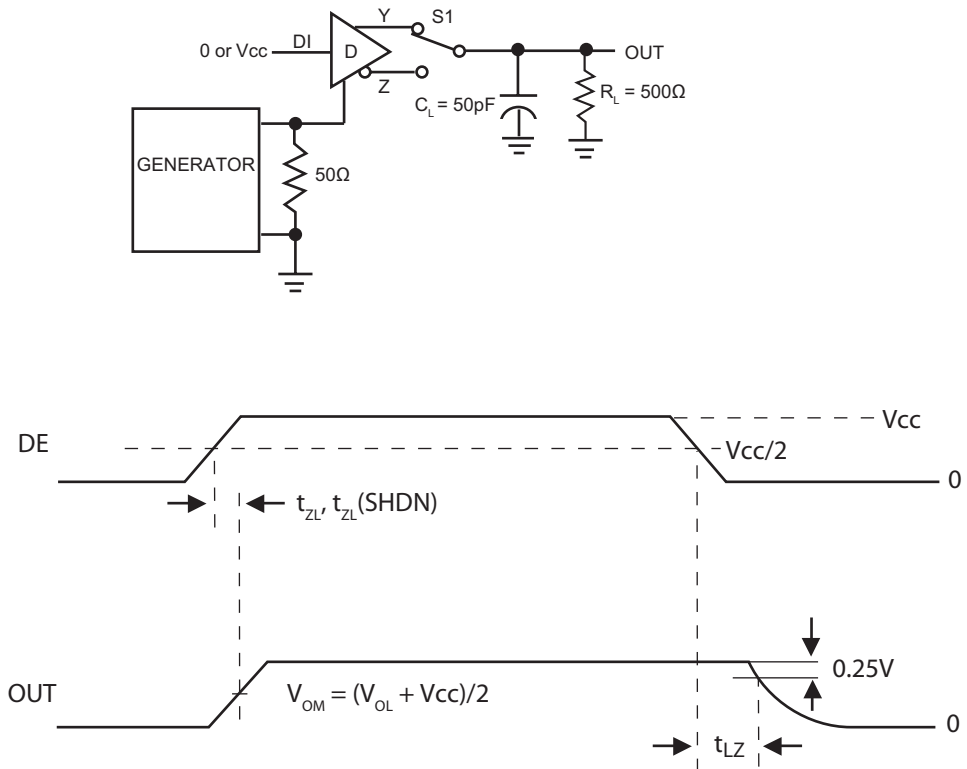 Y
S1
0 or Vcc
DI
D
OUT
Z
C_L = 50pF
R_L = 500Ω
GENERATOR
50Ω
Vcc
DE
Vcc/2
0
t_ZL, t_ZL(SHDN)
0.25V
OUT
V_OM = (V_OL + Vcc)/2
0
t_LZ